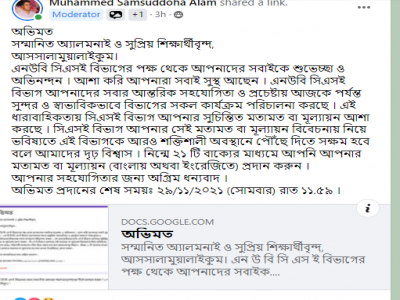 Muhammed Samsuddoha Alam shared a link.
Moderator +1 · 3h ·
অভিমত
সম্মানিত অ্যালমনাই ও সুপ্রিয় শিক্ষার্থীবৃন্দ,
আসসালামুয়ালাইকুম।
এনউবি সিএসই বিভাগের পক্ষ থেকে আপনাদের সবাইকে শুভেচ্ছা ও
অভিনন্দন । আশা করি আপনারা সবাই সুস্থ আছেন । এনউবি সিএসই
বিভাগ আপনাদের সবার আন্তরিক সহযোগিতা ও প্রচেষ্টায় আজকে পর্যন্ত
সুন্দর ও স্বাভাবিকভাবে বিভাগের সকল কার্যক্রম পরিচালনা করছে । এই
ধারাবাহিকতায় সিএসই বিভাগ আপনার সুচিন্তিত মতামত বা মূল্যায়ন আশা
করছে । সিএসই বিভাগ আপনার সেই মতামত বা মূল্যায়ন বিবেচনায় নিয়ে
ভবিষ্যতে এই বিভাগকে আরও শক্তিশালী অবস্থানে পৌঁছে দিতে সক্ষম হবে
বলে আমাদের দৃঢ় বিশ্বাস । নিম্নে ২১ টি বাক্যের মাধ্যমে আপনি আপনার
মতামত বা মূল্যায়ন (বাংলায় অথবা ইংরেজিতে) প্রদান করুন ।
আপনার সহযোগিতার জন্য অগ্রিম ধন্যবাদ ।
অভিমত প্রদানের শেষ সময়ঃ ২৯/১১/২০২১ (সোমবার) রাত ১১.৫৯ ।
DOCS.GOOGLE.COM
অভিমত
সম্মানিত অ্যালমনাই ও সুপ্রিয় শিক্ষার্থীবৃন্দ,
আসসালামুয়ালাইকুম। এন উ বি সি এস ই বিভাগের
পক্ষ থেকে আপনাদের সবাইক....